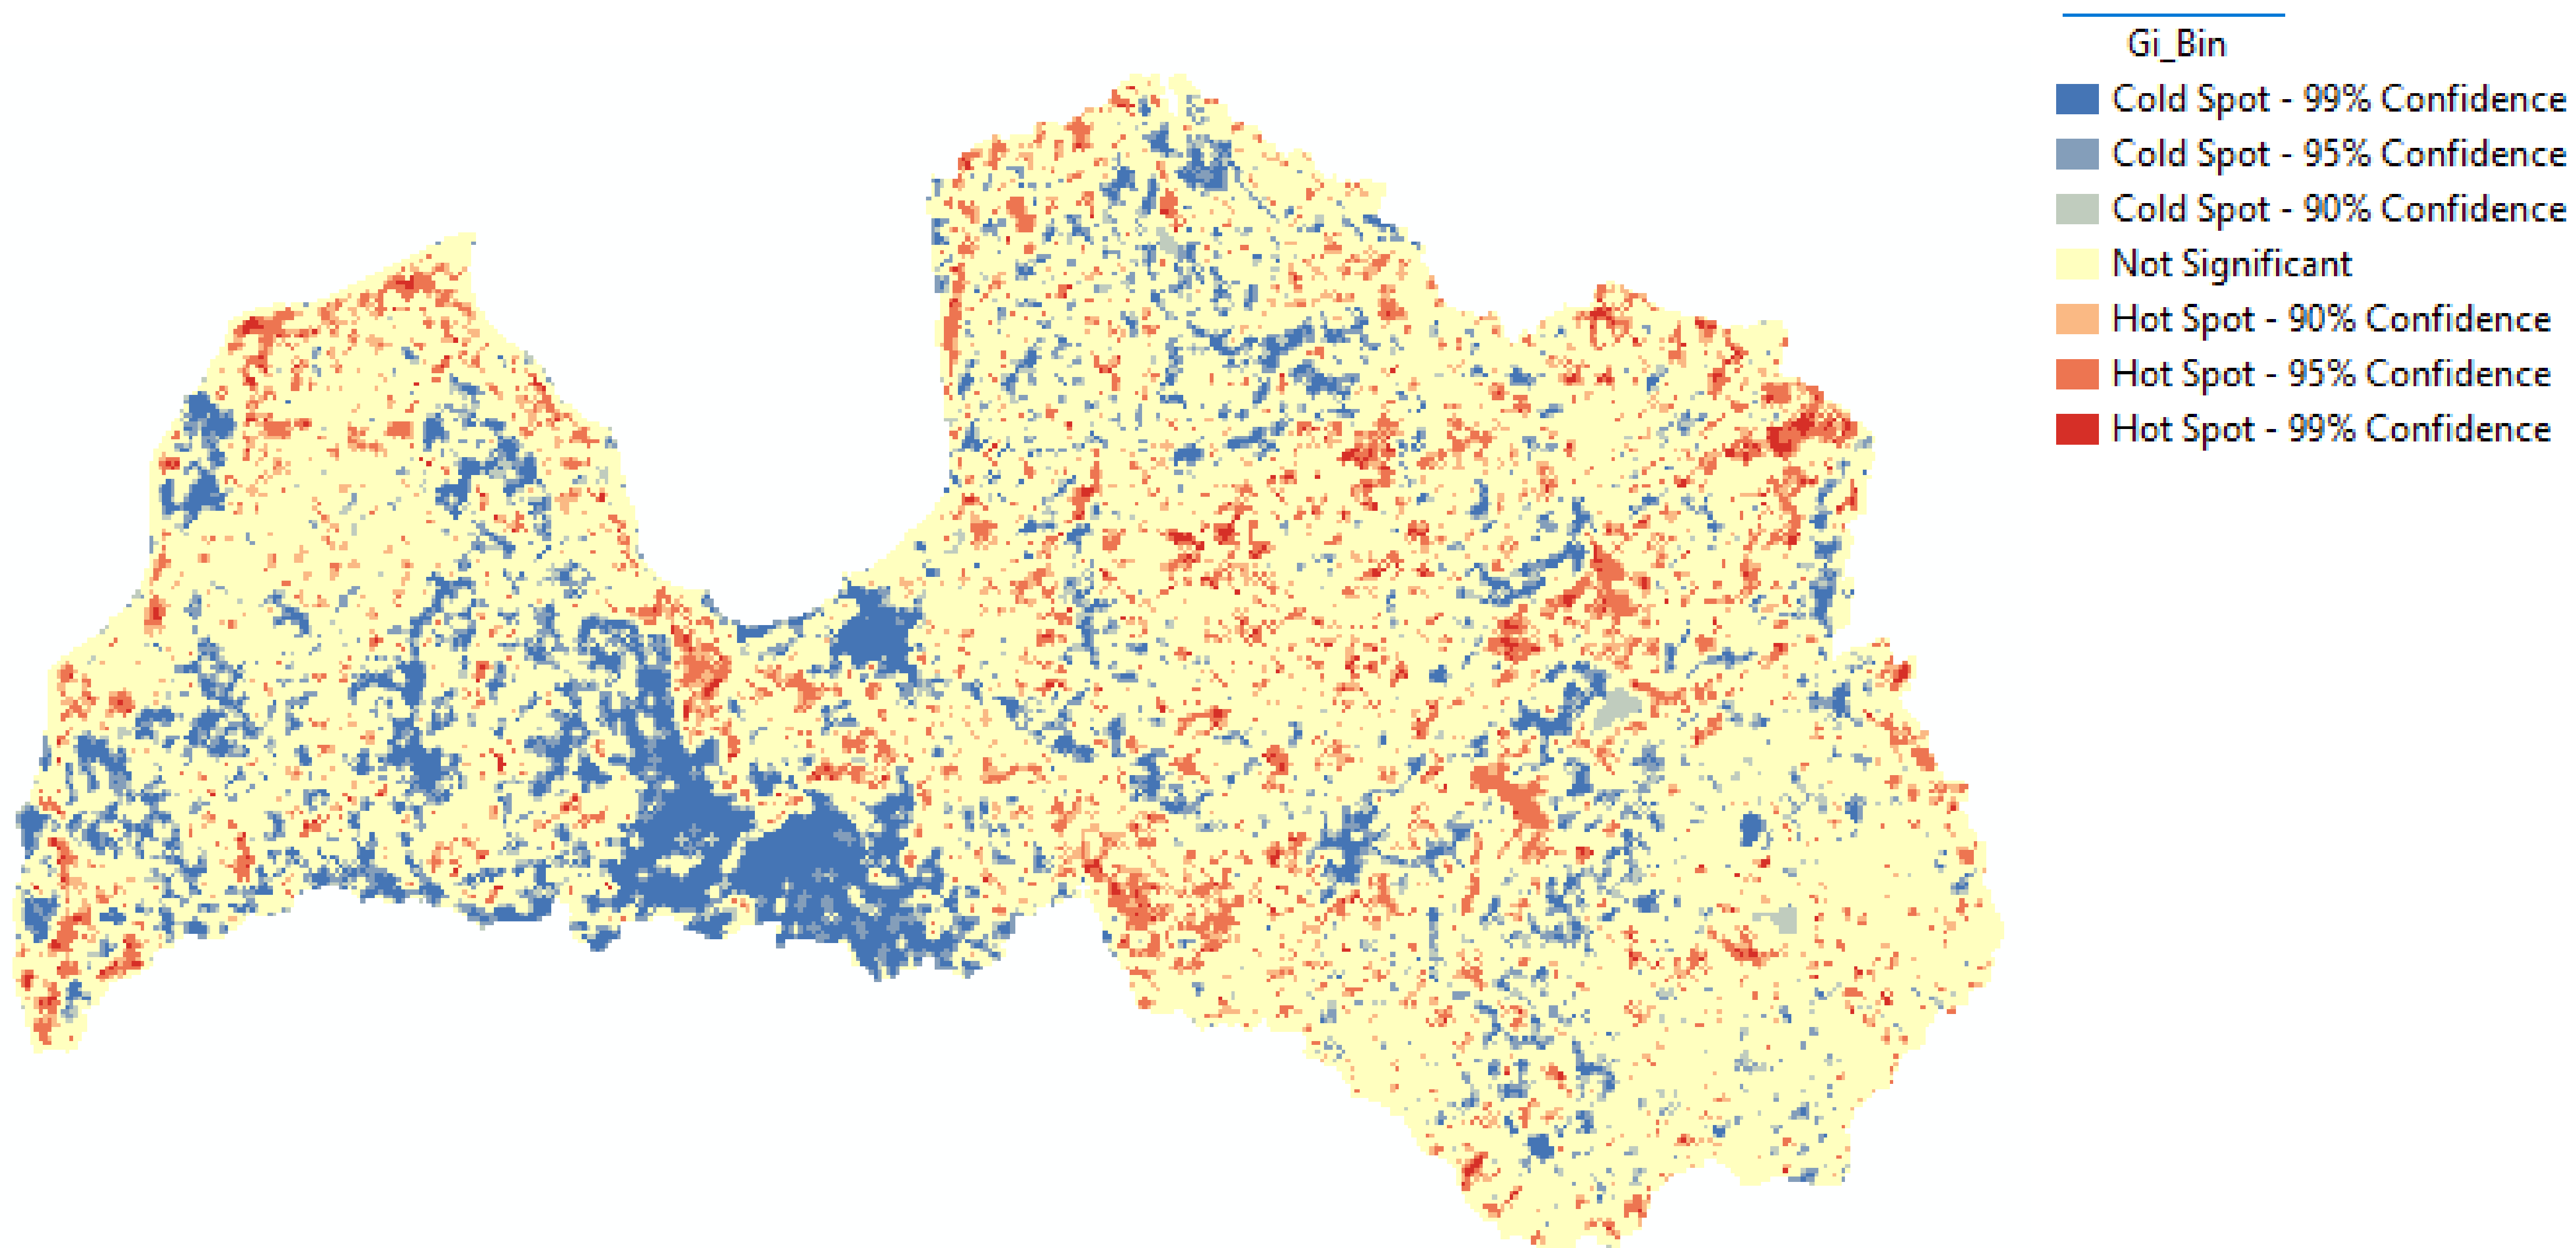 Gi_Bin
Cold Spot - 99% Confidence
Cold Spot - 95% Confidence
Cold Spot - 90% Confidence
Not Significant
Hot Spot - 90% Confidence
Hot Spot - 95% Confidence
Hot Spot - 99% Confidence